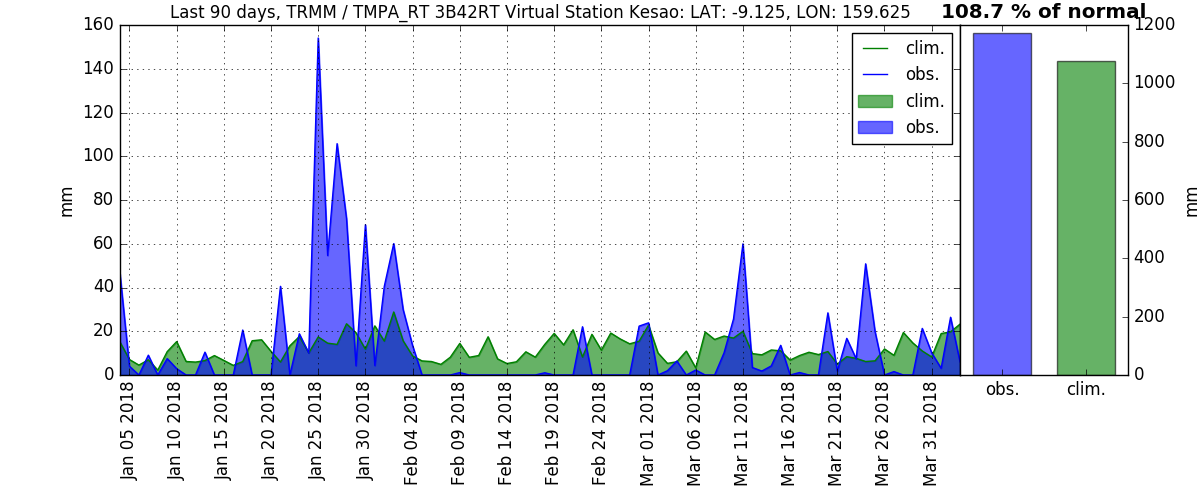 Last 90 days, TRMM / TMPA_RT 3B42RT Virtual Station Kesao: LAT: -9.125, LON: 159.625
108.7 % of normal
160
140
120
100
80
60
40
20
0
mm
clim.
obs.
clim.
obs.
Jan 05 2018
Jan 10 2018
Jan 15 2018
Jan 20 2018
Jan 25 2018
Jan 30 2018
Feb 04 2018
Feb 09 2018
Feb 14 2018
Feb 19 2018
Feb 24 2018
Mar 01 2018
Mar 06 2018
Mar 11 2018
Mar 16 2018
Mar 21 2018
Mar 26 2018
Mar 31 2018
1200
1000
800
600
400
200
0
mm
obs.
clim.